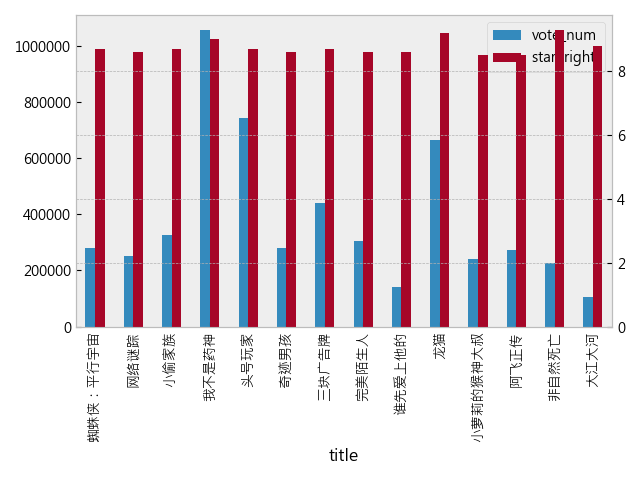 vote_num
star(right)
1000000
800000
600000
400000
200000
0
8
6
4
2
0
蜘蛛侠：平行宇宙
网络谜踪
小偷家族
我不是药神
头号玩家
奇迹男孩
三块广告牌
完美陌生人
谁先爱上他的
龙猫
小萝莉的猴神大叔
阿飞正传
非自然死亡
大江大河
title